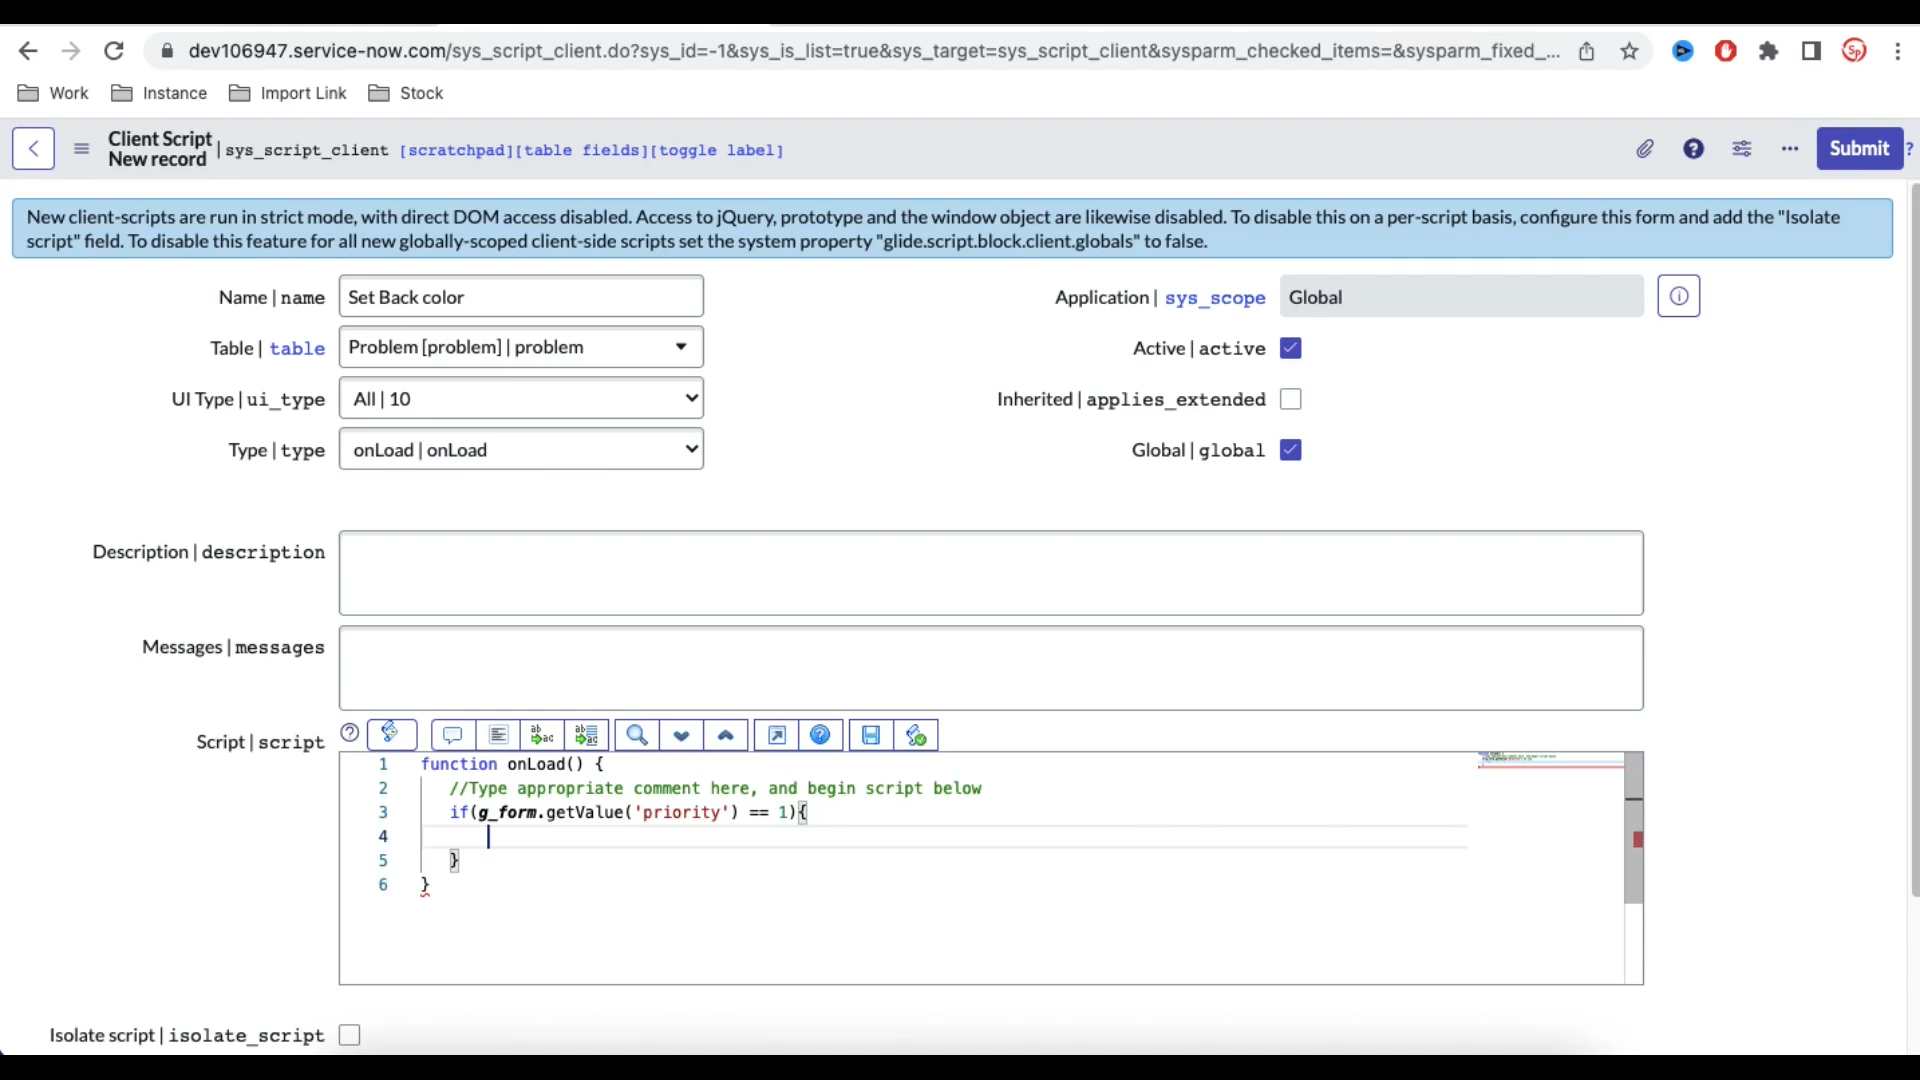 dev106947.service-now.com/sys_script_client.do?sys_id=-1&sys_is_list=true&sys_target=sys_script_client&sysparm_checked_items=&sysparm_fixed_...
Work Instance Import Link Stock
Client Script
New record | sys_script_client [scratchpad][table fields][toggle label]
Submit ?
New client-scripts are run in strict mode, with direct DOM access disabled. Access to jQuery, prototype and the window object are likewise disabled. To disable this on a per-script basis, configure this form and add the "Isolate
script" field. To disable this feature for all new globally-scoped client-side scripts set the system property "glide.script.block.client.globals" to false.
Name | name Set Back color Application | sys_scope Global
Table | table Problem [problem] | problem Active | active
UI Type | ui_type All | 10 Inherited | applies_extended
Type | type onLoad | onLoad Global | global
Description | description
Messages | messages
Script | script
1 function onLoad() {
2 //Type appropriate comment here, and begin script below
3 if(g_form.getValue('priority') == 1){
4
5 }
6 }
Isolate script | isolate_script